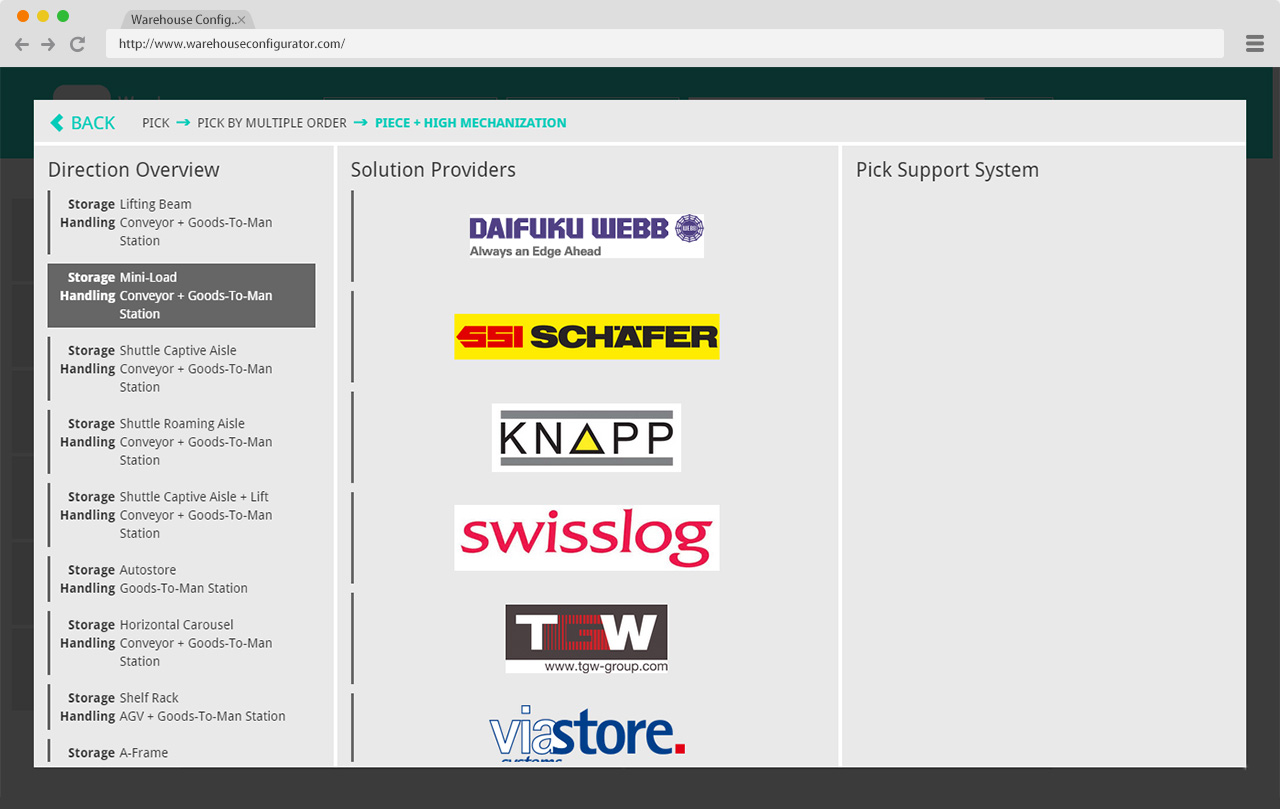 Warehouse Config..
http://www.warehouseconfigurator.com/
BACK PICK → PICK BY MULTIPLE ORDER → PIECE + HIGH MECHANIZATION
Direction Overview
Storage Lifting Beam
Handling Conveyor + Goods-To-Man
Station
Storage Mini-Load
Handling Conveyor + Goods-To-Man
Station
Storage Shuttle Captive Aisle
Handling Conveyor + Goods-To-Man
Station
Storage Shuttle Roaming Aisle
Handling Conveyor + Goods-To-Man
Station
Storage Shuttle Captive Aisle + Lift
Handling Conveyor + Goods-To-Man
Station
Storage Autostore
Handling Goods-To-Man Station
Storage Horizontal Carousel
Handling Conveyor + Goods-To-Man
Station
Storage Shelf Rack
Handling AGV + Goods-To-Man Station
Storage A-Frame
Solution Providers
DAIFUKU WEBB
WEBB
Always an Edge Ahead
SSI SCHÄFER
KNAPP
swisslog
TGW
www.tgw-group.com
viastore.
systems
Pick Support System